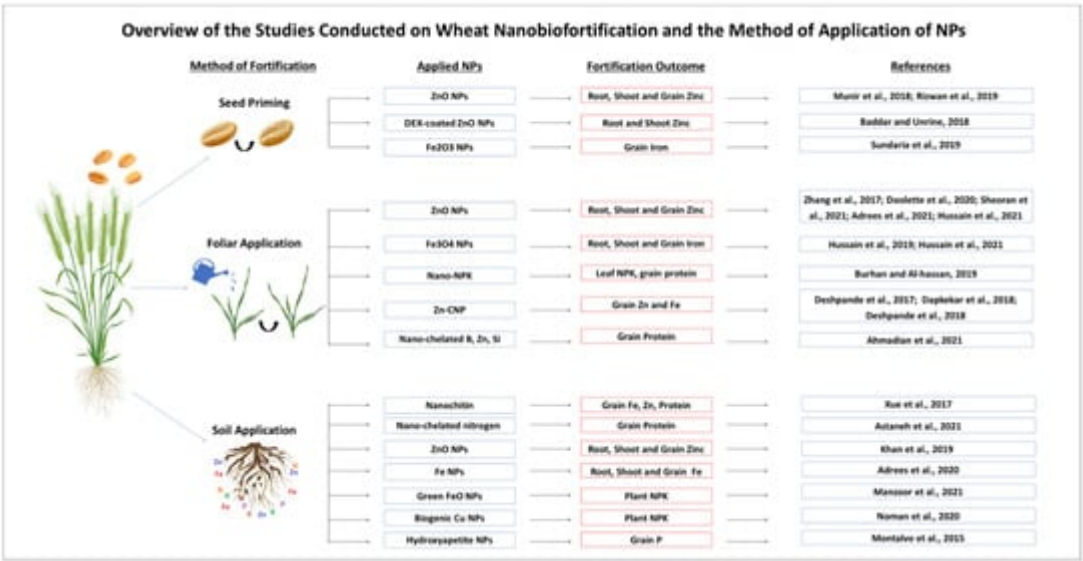 Overview of the Studies Conducted on Wheat Nanobiofortification and the Method of Application of NPs
Method of Fortification
Applied NPs
Fortification Outcome
References
Seed Priming
ZnO NPs
Root, Shoot and Grain Zinc
Munir et al., 2018; Rizwan et al., 2019
DEX-coated ZnO NPs
Root and Shoot Zinc
Baddar and Unrine, 2018
Fe2O3 NPs
Grain Iron
Sundaria et al., 2019
Foliar Application
ZnO NPs
Root, Shoot and Grain Zinc
Zhang et al., 2017; Doolette et al., 2020; Sheoran et
al., 2021; Adrees et al., 2021; Hussain et al., 2021
Fe3O4 NPs
Root, Shoot and Grain Iron
Hussain et al., 2019; Hussain et al., 2021
Nano-NPK
Leaf NPK, grain protein
Burhan and Al-hassan, 2019
Zn-CNP
Grain Zn and Fe
Deshpande et al., 2017; Dapkekar et al., 2018;
Deshpande et al., 2018
Nano-chelated B, Zn, Si
Grain Protein
Ahmadian et al., 2021
Soil Application
Nanochitin
Grain Fe, Zn, Protein
Xue et al., 2017
Nano-chelated nitrogen
Grain Protein
Astaneh et al., 2021
ZnO NPs
Root, Shoot and Grain Zinc
Khan et al., 2019
Fe NPs
Root, Shoot and Grain Fe
Adrees et al., 2020
Green FeO NPs
Plant NPK
Manzoor et al., 2021
Biogenic Cu NPs
Plant NPK
Noman et al., 2020
Hydroxyapetite NPs
Grain P
Montalvo et al., 2015